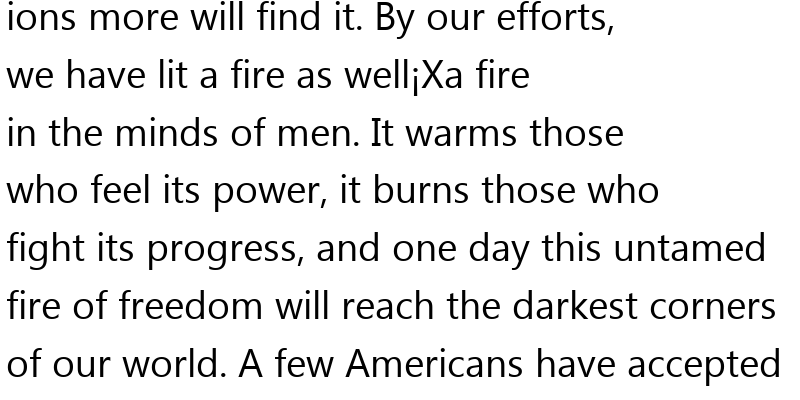 ions more will find it. By our efforts,
we have lit a fire as well¡Xa fire
in the minds of men. It warms those
who feel its power, it burns those who
fight its progress, and one day this untamed
fire of freedom will reach the darkest corners
of our world. A few Americans have accepted